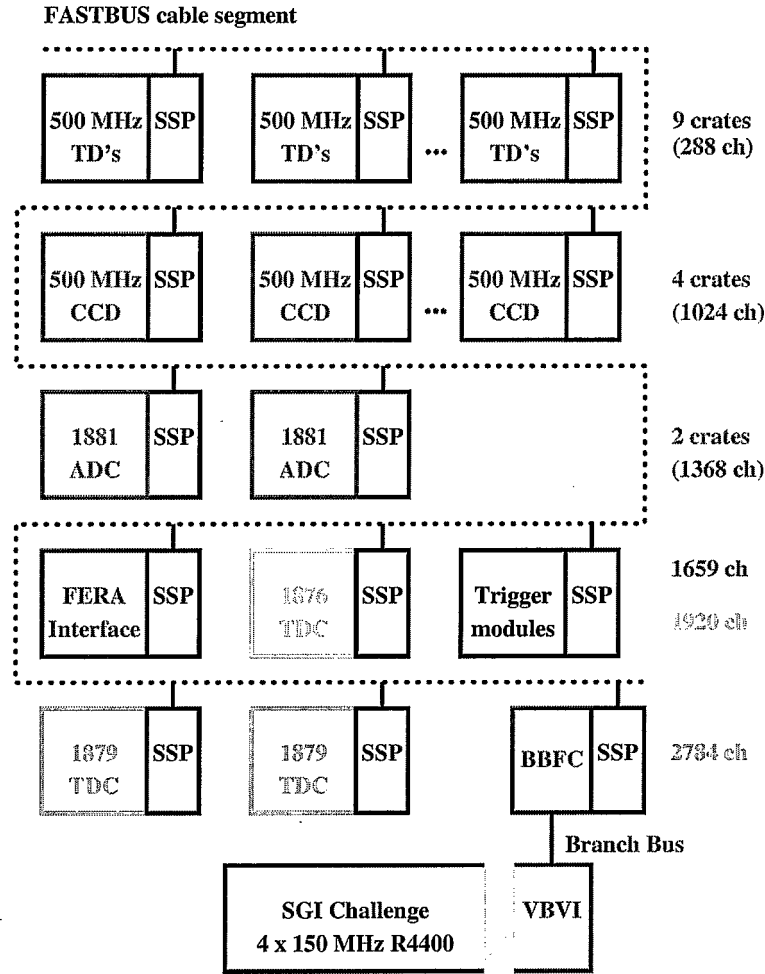 FASTBUS cable segment
500 MHz TD's SSP 500 MHz TD's SSP ... 500 MHz TD's SSP 9 crates (288 ch)
500 MHz CCD SSP 500 MHz CCD SSP ... 500 MHz CCD SSP 4 crates (1024 ch)
1881 ADC SSP 1881 ADC SSP 2 crates (1368 ch)
FERA Interface SSP 1876 TDC SSP Trigger modules SSP 1659 ch 1920 ch
1879 TDC SSP 1879 TDC SSP BBFC SSP 2784 ch
Branch Bus
SGI Challenge 4 x 150 MHz R4400 VBVI